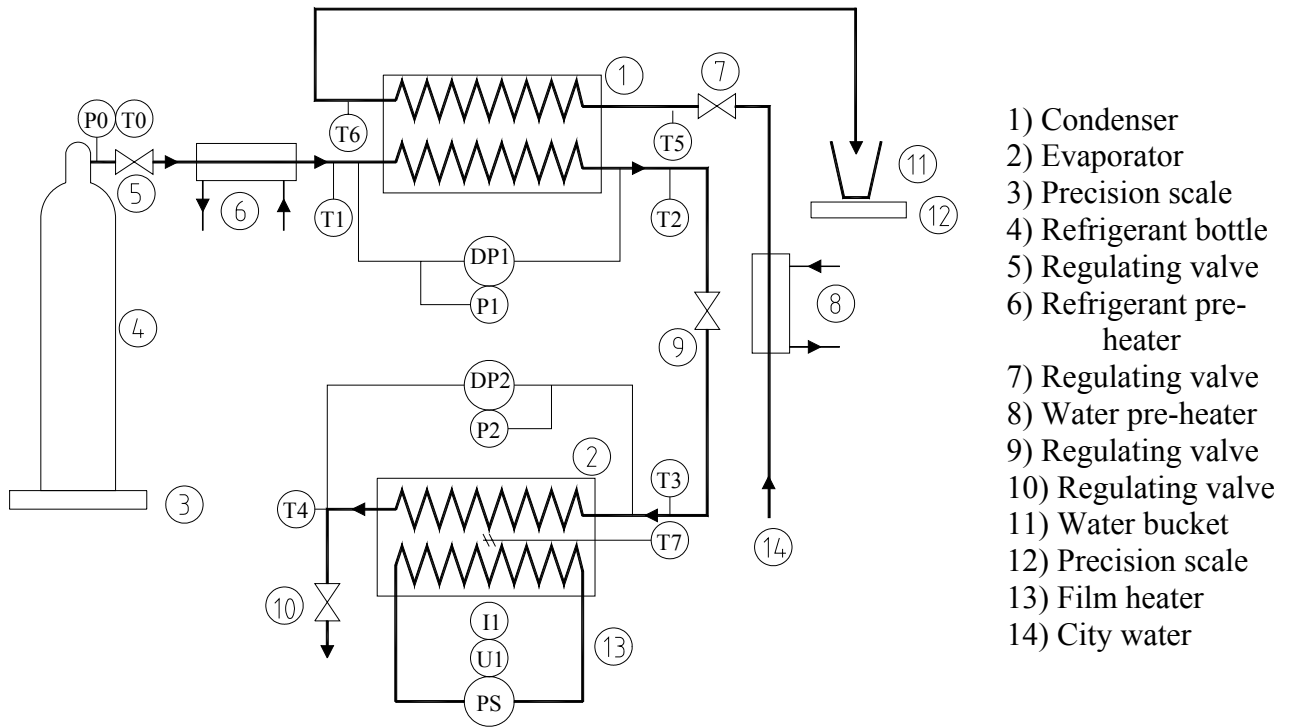 1
7
P0
T0
T6
T5
5
6
T1
T2
11
12
DP1
P1
4
9
8
DP2
P2
2
T3
3
T4
T7
14
10
I1
U1
13
PS
1) Condenser
2) Evaporator
3) Precision scale
4) Refrigerant bottle
5) Regulating valve
6) Refrigerant pre-
heater
7) Regulating valve
8) Water pre-heater
9) Regulating valve
10) Regulating valve
11) Water bucket
12) Precision scale
13) Film heater
14) City water